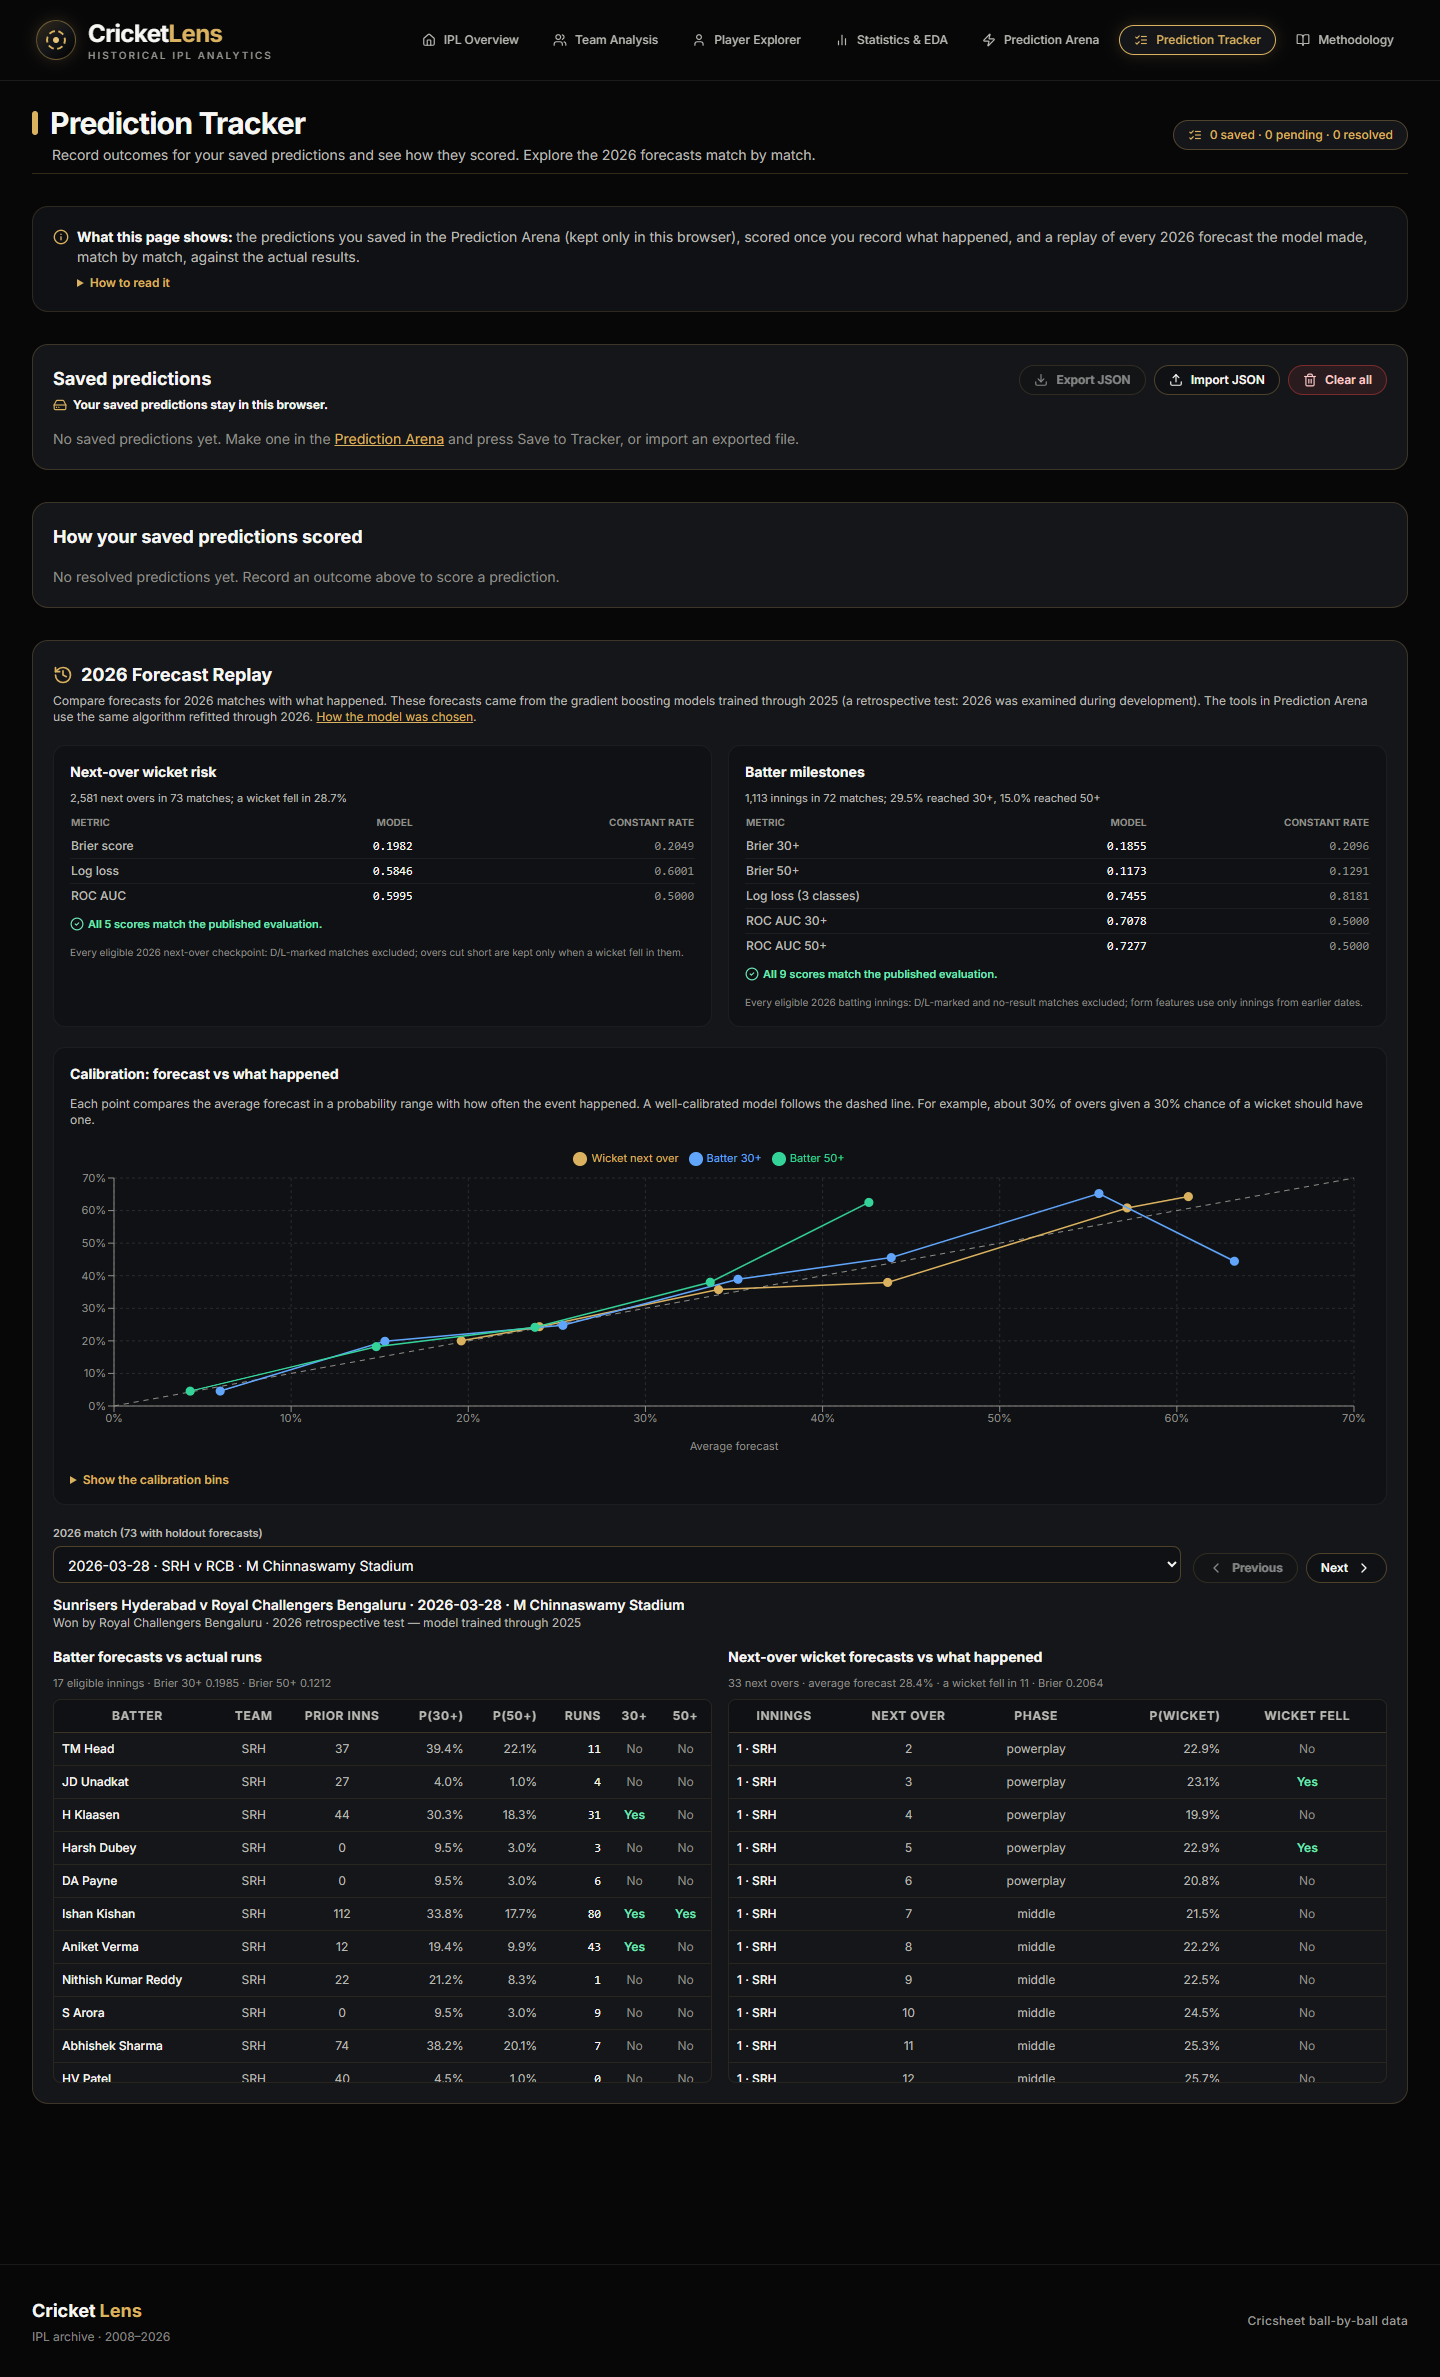 CricketLens
HISTORICAL IPL ANALYTICS
IPL Overview
Team Analysis
Player Explorer
Statistics & EDA
Prediction Arena
Prediction Tracker
Methodology
Prediction Tracker
Record outcomes for your saved predictions and see how they scored. Explore the 2026 forecasts match by match.
0 saved · 0 pending · 0 resolved
What this page shows: the predictions you saved in the Prediction Arena (kept only in this browser), scored once you record what happened, and a replay of every 2026 forecast the model made,
match by match, against the actual results.
How to read it
Saved predictions
Export JSON
Import JSON
Clear all
Your saved predictions stay in this browser.
No saved predictions yet. Make one in the Prediction Arena and press Save to Tracker, or import an exported file.
How your saved predictions scored
No resolved predictions yet. Record an outcome above to score a prediction.
2026 Forecast Replay
Compare forecasts for 2026 matches with what happened. These forecasts came from the gradient boosting models trained through 2025 (a retrospective test: 2026 was examined during development). The tools in Prediction Arena
use the same algorithm refitted through 2026. How the model was chosen.
Next-over wicket risk
2,581 next overs in 73 matches; a wicket fell in 28.7%
METRIC MODEL CONSTANT RATE
Brier score 0.1982 0.2049
Log loss 0.5846 0.6001
ROC AUC 0.5995 0.5000
All 5 scores match the published evaluation.
Every eligible 2026 next-over checkpoint: D/L-marked matches excluded; overs cut short are kept only when a wicket fell in them.
Batter milestones
1,113 innings in 72 matches; 29.5% reached 30+, 15.0% reached 50+
METRIC MODEL CONSTANT RATE
Brier 30+ 0.1855 0.2096
Brier 50+ 0.1173 0.1291
Log loss (3 classes) 0.7455 0.8181
ROC AUC 30+ 0.7078 0.5000
ROC AUC 50+ 0.7277 0.5000
All 9 scores match the published evaluation.
Every eligible 2026 batting innings: D/L-marked and no-result matches excluded; form features use only innings from earlier dates.
Calibration: forecast vs what happened
Each point compares the average forecast in a probability range with how often the event happened. A well-calibrated model follows the dashed line. For example, about 30% of overs given a 30% chance of a wicket should have
one.
Wicket next over Batter 30+ Batter 50+
70%
60%
50%
40%
30%
20%
10%
0%
0% 10% 20% 30% 40% 50% 60% 70%
Average forecast
Show the calibration bins
2026 match (73 with holdout forecasts)
2026-03-28 · SRH v RCB · M Chinnaswamy Stadium
Previous
Next
Sunrisers Hyderabad v Royal Challengers Bengaluru · 2026-03-28 · M Chinnaswamy Stadium
Won by Royal Challengers Bengaluru · 2026 retrospective test — model trained through 2025
Batter forecasts vs actual runs
17 eligible innings · Brier 30+ 0.1985 · Brier 50+ 0.1212
BATTER TEAM PRIOR INNS P(30+) P(50+) RUNS 30+ 50+
TM Head SRH 37 39.4% 22.1% 11 No No
JD Unadkat SRH 27 4.0% 1.0% 4 No No
H Klaasen SRH 44 30.3% 18.3% 31 Yes No
Harsh Dubey SRH 0 9.5% 3.0% 3 No No
DA Payne SRH 0 9.5% 3.0% 6 No No
Ishan Kishan SRH 112 33.8% 17.7% 80 Yes Yes
Aniket Verma SRH 12 19.4% 9.9% 43 Yes No
Nithish Kumar Reddy SRH 22 21.2% 8.3% 1 No No
S Arora SRH 0 9.5% 3.0% 9 No No
Abhishek Sharma SRH 74 38.2% 20.1% 7 No No
HV Patel SRH 40 4.5% 1.0% 0 No No
Next-over wicket forecasts vs what happened
33 next overs · average forecast 28.4% · a wicket fell in 11 · Brier 0.2064
INNINGS NEXT OVER PHASE P(WICKET) WICKET FELL
1 · SRH 2 powerplay 22.9% No
1 · SRH 3 powerplay 23.1% Yes
1 · SRH 4 powerplay 19.9% No
1 · SRH 5 powerplay 22.9% Yes
1 · SRH 6 powerplay 20.8% No
1 · SRH 7 middle 21.5% No
1 · SRH 8 middle 22.2% No
1 · SRH 9 middle 22.5% No
1 · SRH 10 middle 24.5% No
1 · SRH 11 middle 25.3% No
1 · SRH 12 middle 25.7% No
Cricket Lens
IPL archive · 2008–2026
Cricsheet ball-by-ball data